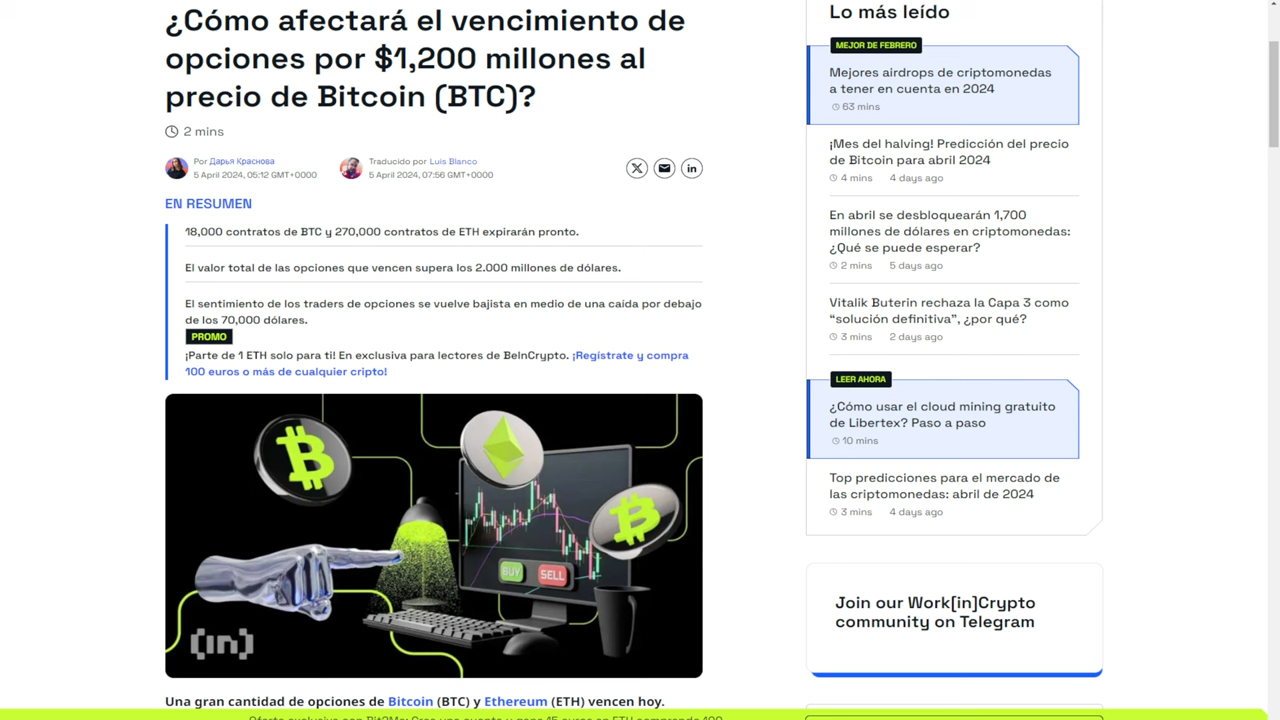 ¿Cómo afectará el vencimiento de
opciones por $1,200 millones al
precio de Bitcoin (BTC)?
2 mins
Por Дарья Краснова
5 April 2024, 05:12 GMT+0000
Traducido por Luis Blanco
5 April 2024, 07:56 GMT+0000
EN RESUMEN
18,000 contratos de BTC y 270,000 contratos de ETH expirarán pronto.
El valor total de las opciones que vencen supera los 2.000 millones de dólares.
El sentimiento de los traders de opciones se vuelve bajista en medio de una caída por debajo
de los 70,000 dólares.
PROMO
¡Parte de 1 ETH solo para ti! En exclusiva para lectores de BeInCrypto. ¡Regístrate y compra
100 euros o más de cualquier cripto!
BUY
SELL
[in]
Una gran cantidad de opciones de Bitcoin (BTC) y Ethereum (ETH) vencen hoy.
Lo más leído
MEJOR DE FEBRERO
Mejores airdrops de criptomonedas
a tener en cuenta en 2024
63 mins
¡Mes del halving! Predicción del precio
de Bitcoin para abril 2024
4 mins 4 days ago
En abril se desbloquearán 1,700
millones de dólares en criptomonedas:
¿Qué se puede esperar?
2 mins 5 days ago
Vitalik Buterin rechaza la Capa 3 como
“solución definitiva”, ¿por qué?
3 mins 2 days ago
LEER AHORA
¿Cómo usar el cloud mining gratuito
de Libertex? Paso a paso
10 mins
Top predicciones para el mercado de
las criptomonedas: abril de 2024
3 mins 4 days ago
Join our Work[in]Crypto
community on Telegram